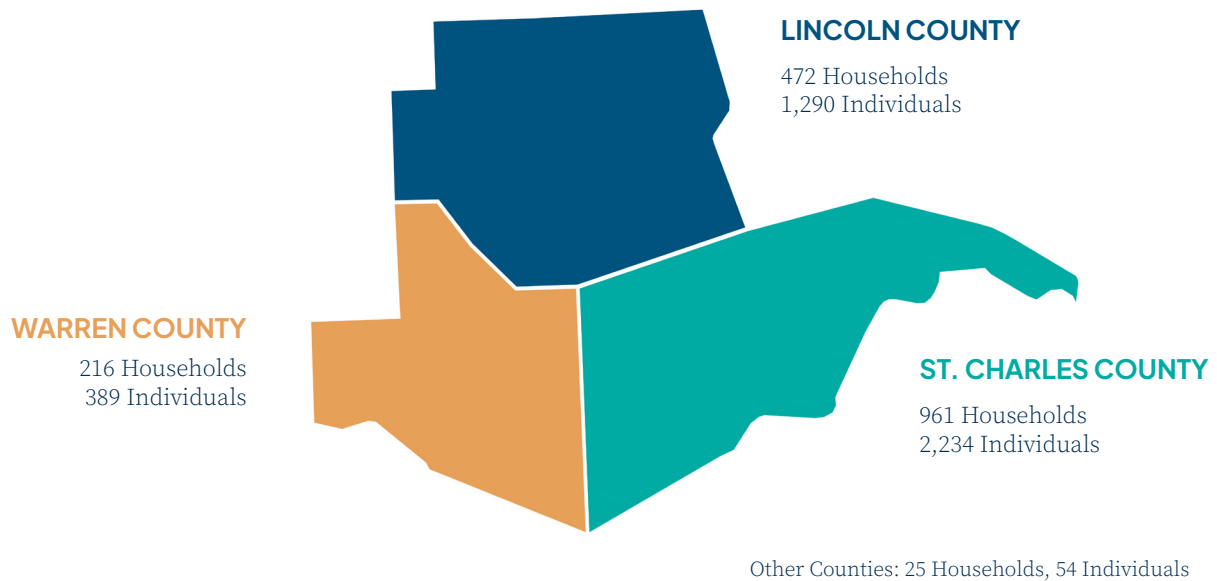 LINCOLN COUNTY
472 Households
1,290 Individuals
WARREN COUNTY
216 Households
389 Individuals
ST. CHARLES COUNTY
961 Households
2,234 Individuals
Other Counties: 25 Households, 54 Individuals